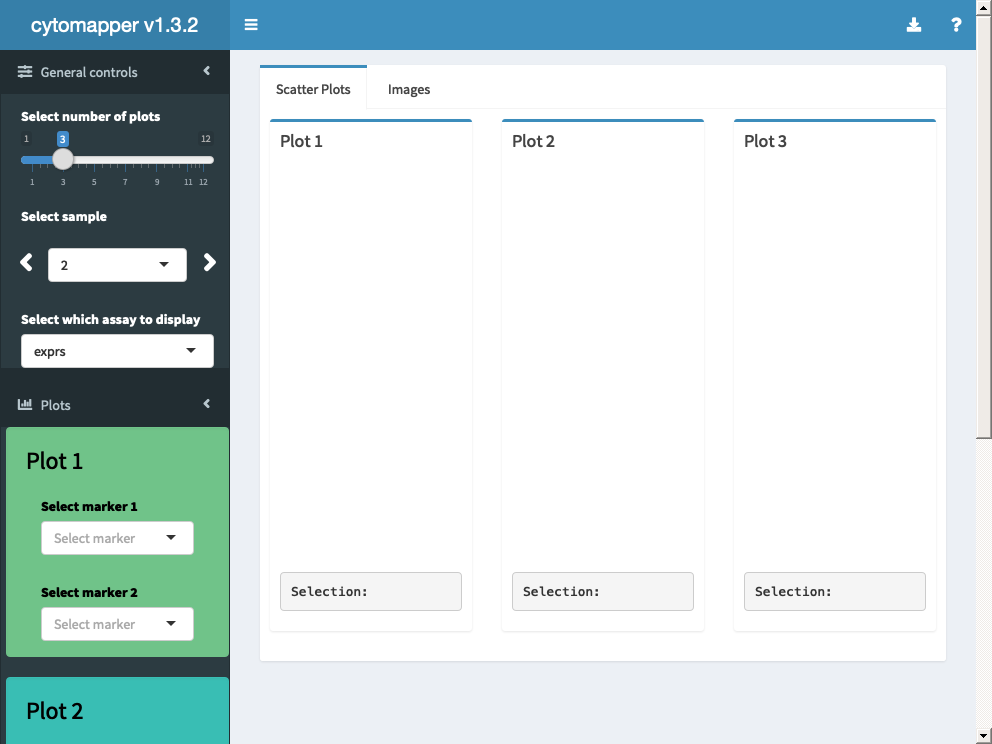 cytomapper v1.3.2
General controls
Select number of plots
1 3 12
1 3 5 7 9 11 12
Select sample
2
Select which assay to display
exprs
Plots
Plot 1
Select marker 1
Select marker
Select marker 2
Select marker
Plot 2
?
Scatter Plots Images
Plot 1 Plot 2 Plot 3
Selection: Selection: Selection: